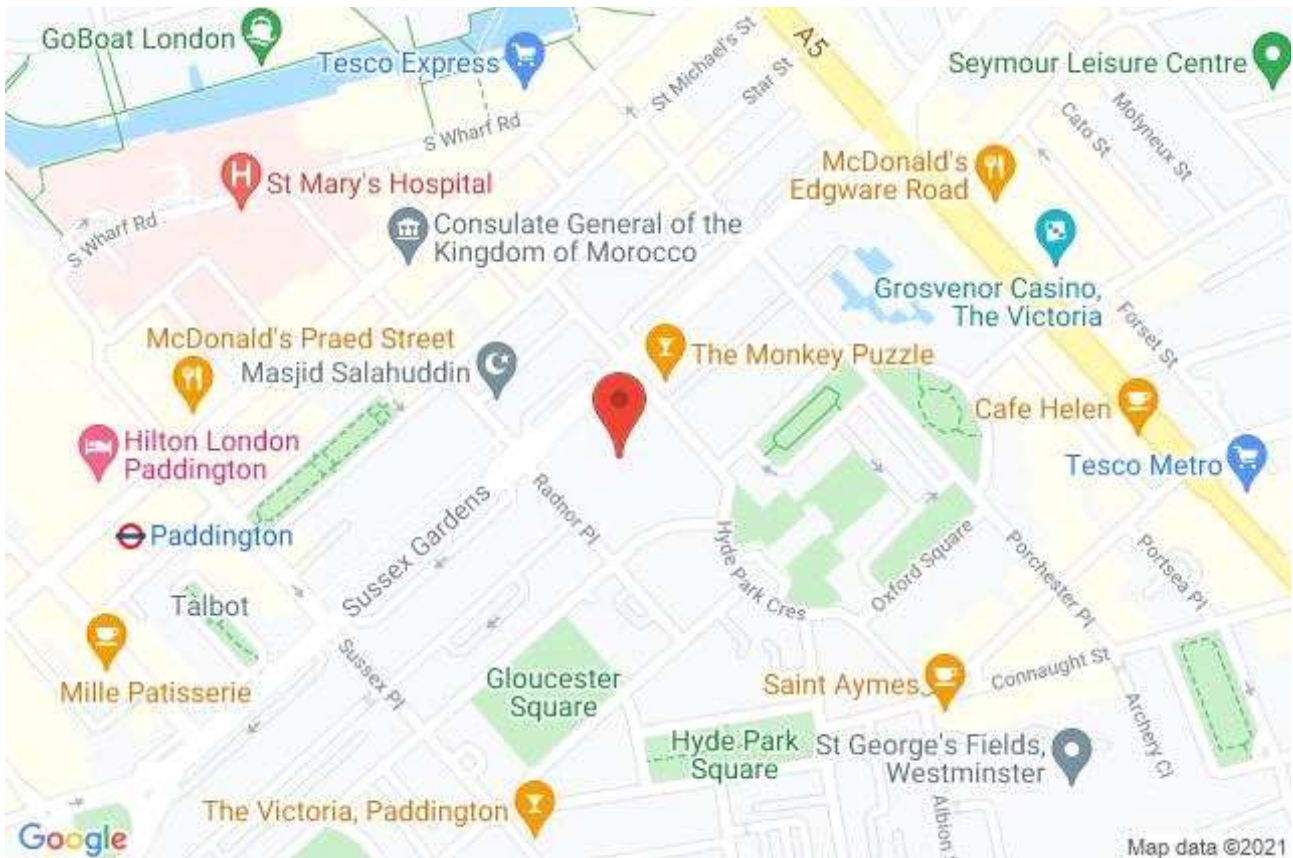 GoBoat London
Tesco Express
St Michael's St
Star St
A5
Seymour Leisure Centre
Molyneux St
Cato St
S Wharf Rd
McDonald's
Edgware Road
St Mary's Hospital
S Wharf Rd
Consulate General of the
Kingdom of Morocco
Grosvenor Casino,
The Victoria
Forset St
McDonald's Praed Street
Masjid Salahuddin
The Monkey Puzzle
Cafe Helen
Hilton London
Paddington
Tesco Metro
Radnor Pl
Paddington
Sussex Gardens
Hyde Park Cres
Oxford Square
Porchester Pl
Portsea Pl
Talbot
Sussex Pl
Mille Patisserie
Gloucester
Square
Saint Aymes
Connaught St
Archery Cl
Hyde Park
Square
St George's Fields,
Westminster
The Victoria, Paddington
Albion
Google
Map data ©2021